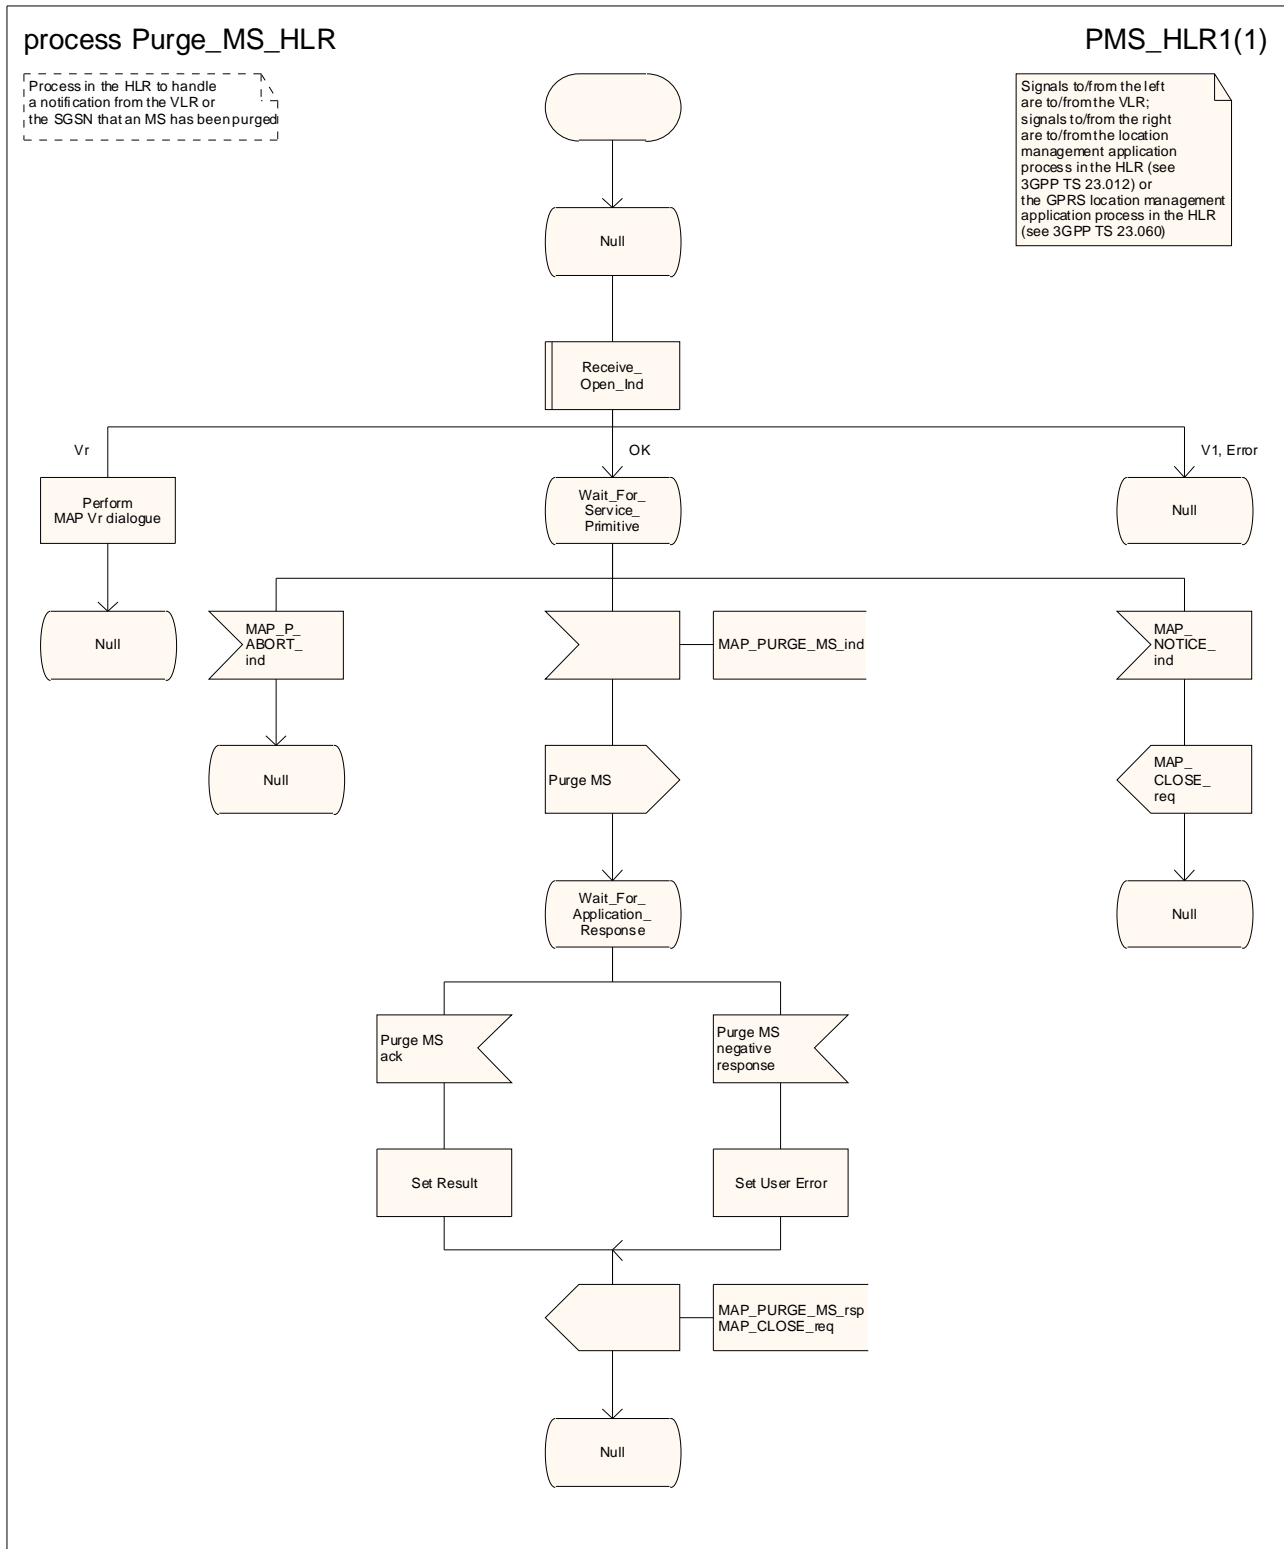 process Purge_MS_HLR
PMS_HLR1(1)
Process in the HLR to handle
a notification from the VLR or
the SGSN that an MS has been purged
Signals to/from the left
are to/from the VLR;
signals to/from the right
are to/from the location
management application
process in the HLR (see
3GPP TS 23.012) or
the GPRS location management
application process in the HLR
(see 3GPP TS 23.060)
Null
Receive_
Open_Ind
Vr
OK
V1, Error
Perform
MAP Vr dialogue
Wait_For_
Service_
Primitive
Null
Null
MAP_P_
ABORT_
ind
MAP_PURGE_MS_ind
MAP_
NOTICE_
ind
Null
Purge MS
MAP_
CLOSE_
req
Wait_For_
Application_
Response
Null
Purge MS
ack
Purge MS
negative
response
Set Result
Set User Error
MAP_PURGE_MS_rsp
MAP_CLOSE_req
Null